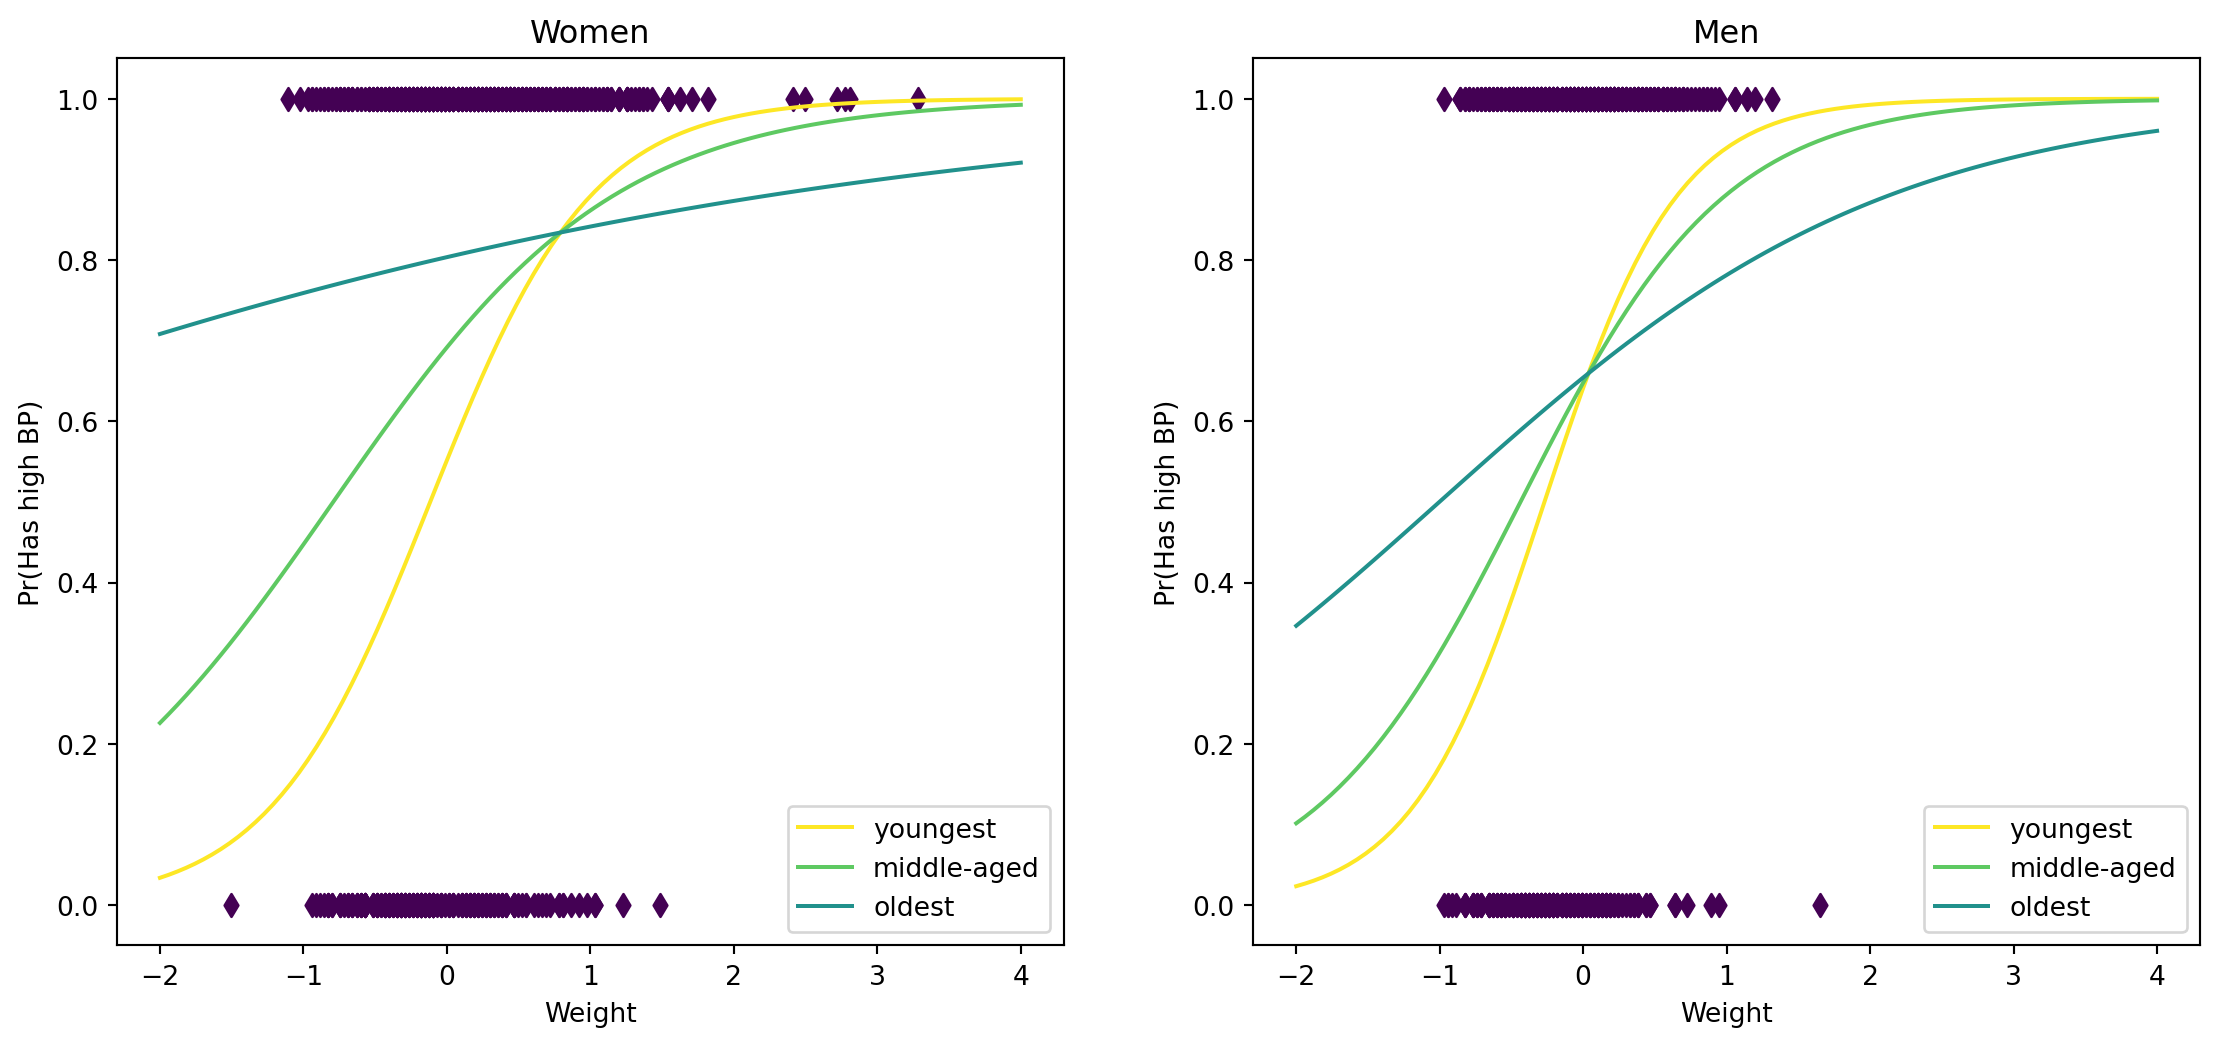 Women
Pr(Has high BP)
1.0
0.8
0.6
0.4
0.2
0.0
−2
−1
0
1
2
3
4
Weight
youngest
middle-aged
oldest
Men
Pr(Has high BP)
1.0
0.8
0.6
0.4
0.2
0.0
−2
−1
0
1
2
3
4
Weight
youngest
middle-aged
oldest